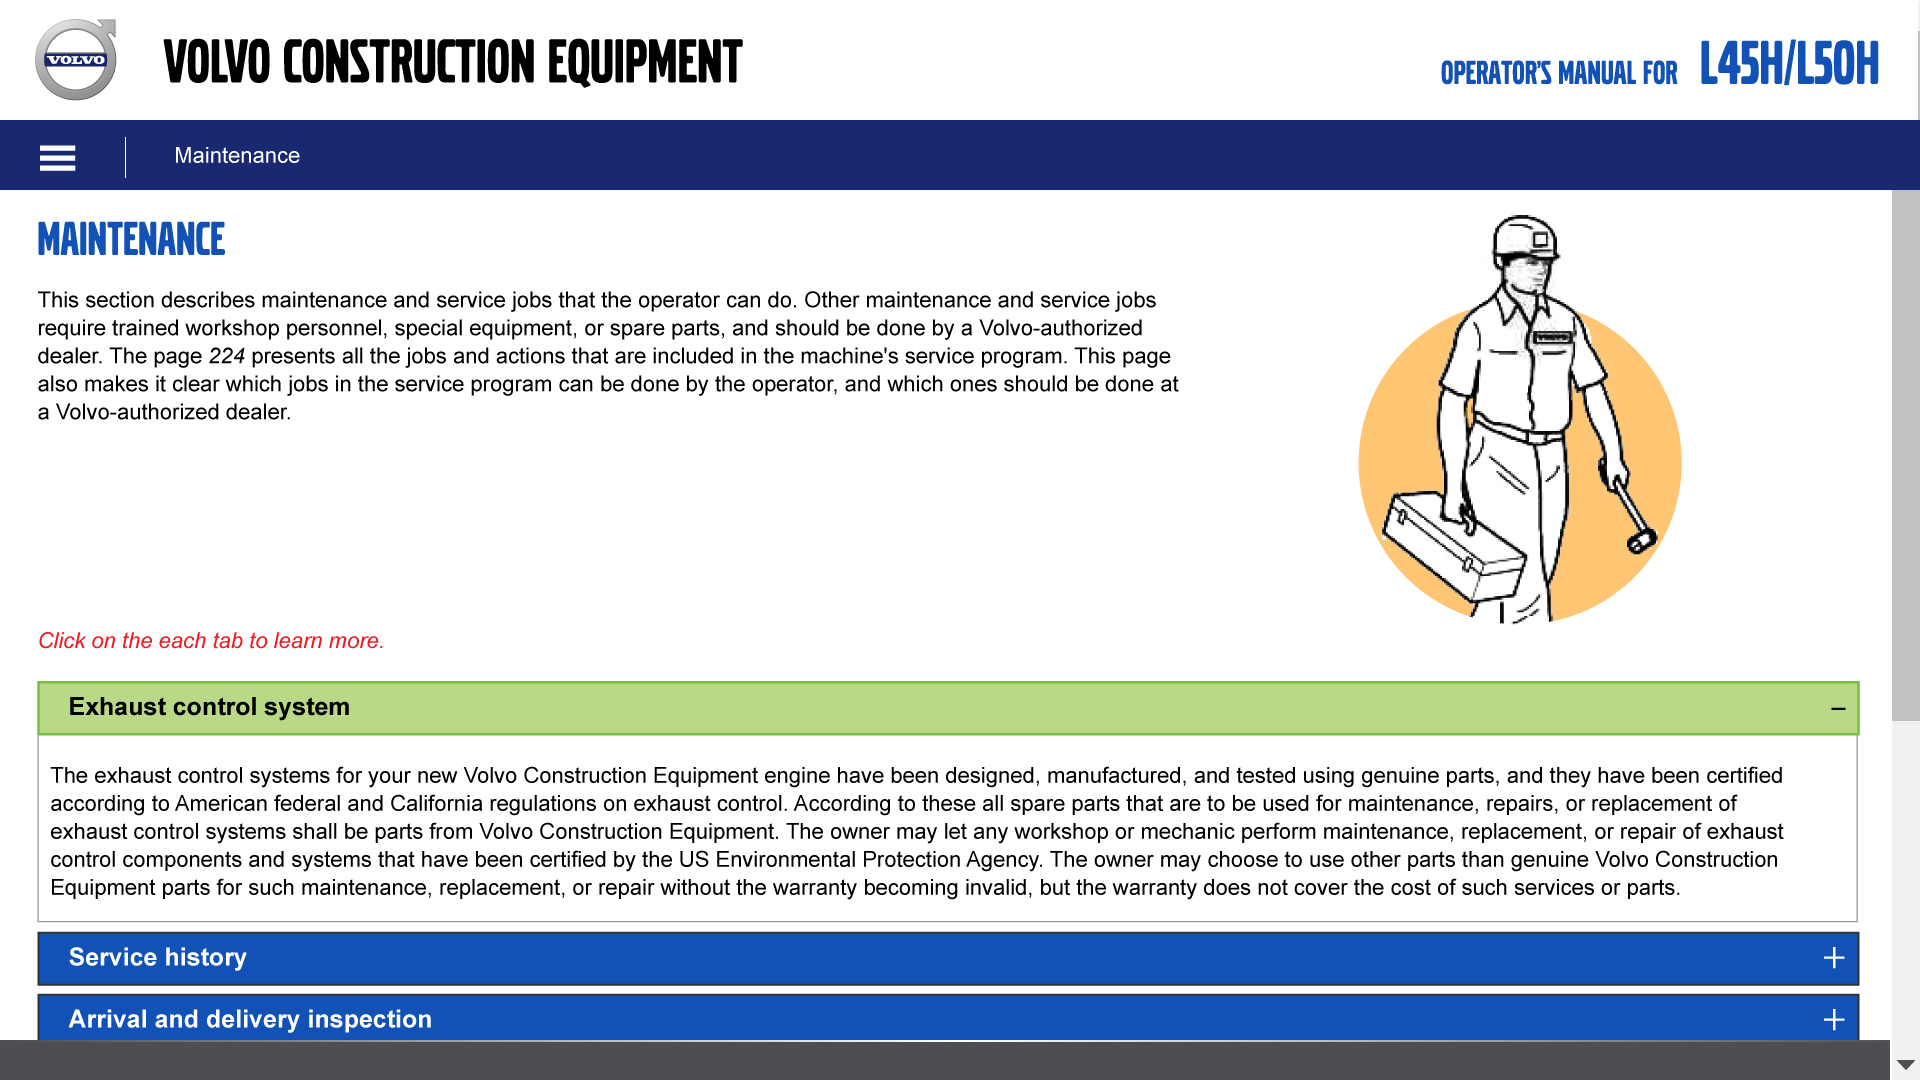 VOLVO
VOLVO CONSTRUCTION EQUIPMENT
OPERATOR'S MANUAL FOR L45H/L50H
Maintenance
MAINTENANCE
This section describes maintenance and service jobs that the operator can do. Other maintenance and service jobs
require trained workshop personnel, special equipment, or spare parts, and should be done by a Volvo-authorized
dealer. The page 224 presents all the jobs and actions that are included in the machine's service program. This page
also makes it clear which jobs in the service program can be done by the operator, and which ones should be done at
a Volvo-authorized dealer.
Click on the each tab to learn more.
Exhaust control system
The exhaust control systems for your new Volvo Construction Equipment engine have been designed, manufactured, and tested using genuine parts, and they have been certified
according to American federal and California regulations on exhaust control. According to these all spare parts that are to be used for maintenance, repairs, or replacement of
exhaust control systems shall be parts from Volvo Construction Equipment. The owner may let any workshop or mechanic perform maintenance, replacement, or repair of exhaust
control components and systems that have been certified by the US Environmental Protection Agency. The owner may choose to use other parts than genuine Volvo Construction
Equipment parts for such maintenance, replacement, or repair without the warranty becoming invalid, but the warranty does not cover the cost of such services or parts.
Service history
Arrival and delivery inspection